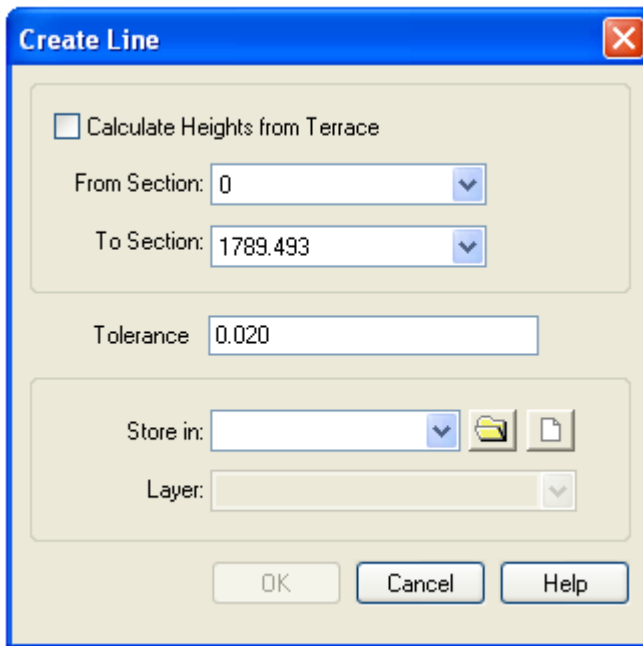 Create Line
Calculate Heights from Terrace
From Section: 0
To Section: 1789.493
Tolerance 0.020
Store in:
Layer:
OK Cancel Help